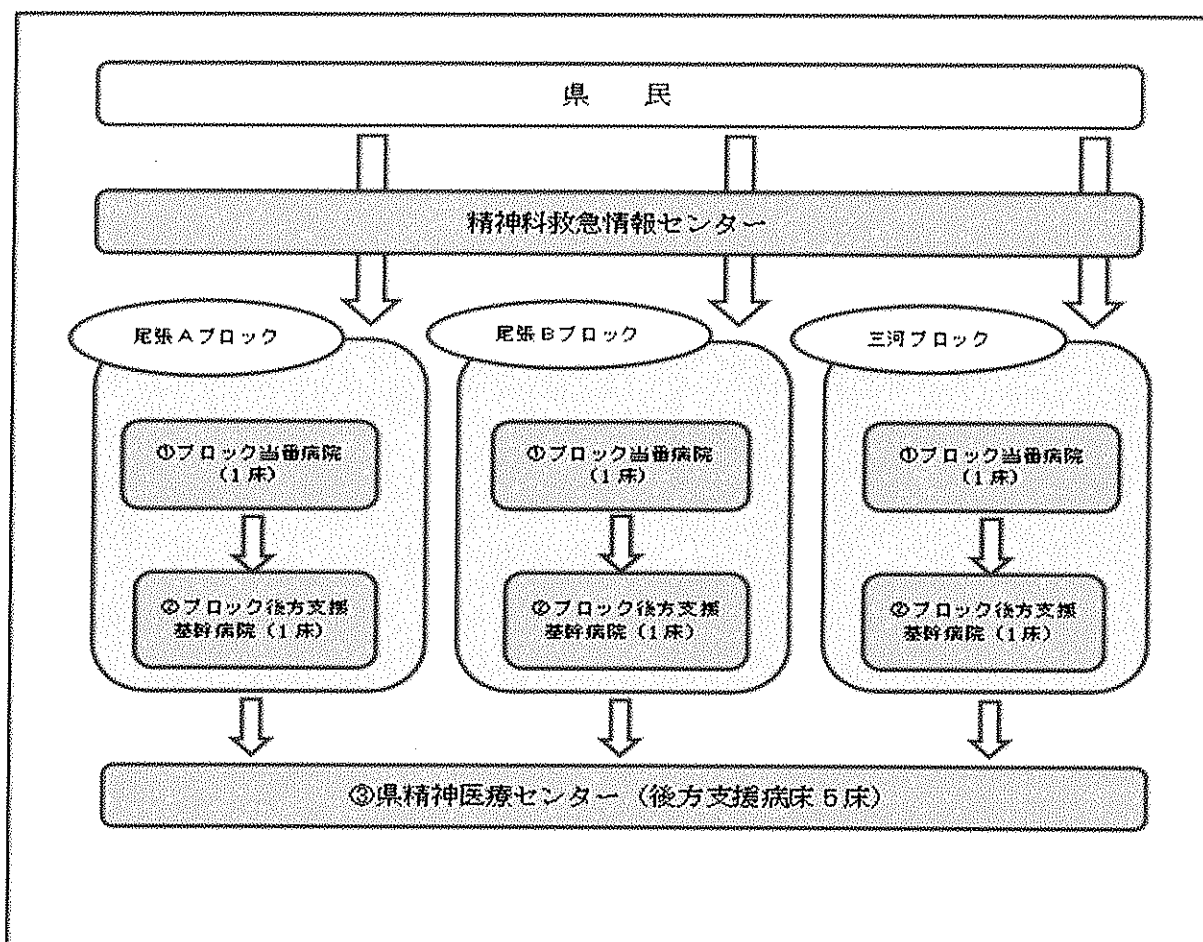 県　　民
精神科救急情報センター
尾張Aブロック
尾張Bブロック
三河ブロック
①ブロック当番病院
（1床）
①ブロック当番病院
（1床）
①ブロック当番病院
（1床）
②ブロック後方支援
基幹病院（1床）
②ブロック後方支援
基幹病院（1床）
②ブロック後方支援
基幹病院（1床）
③県精神医療センター（後方支援病床5床）